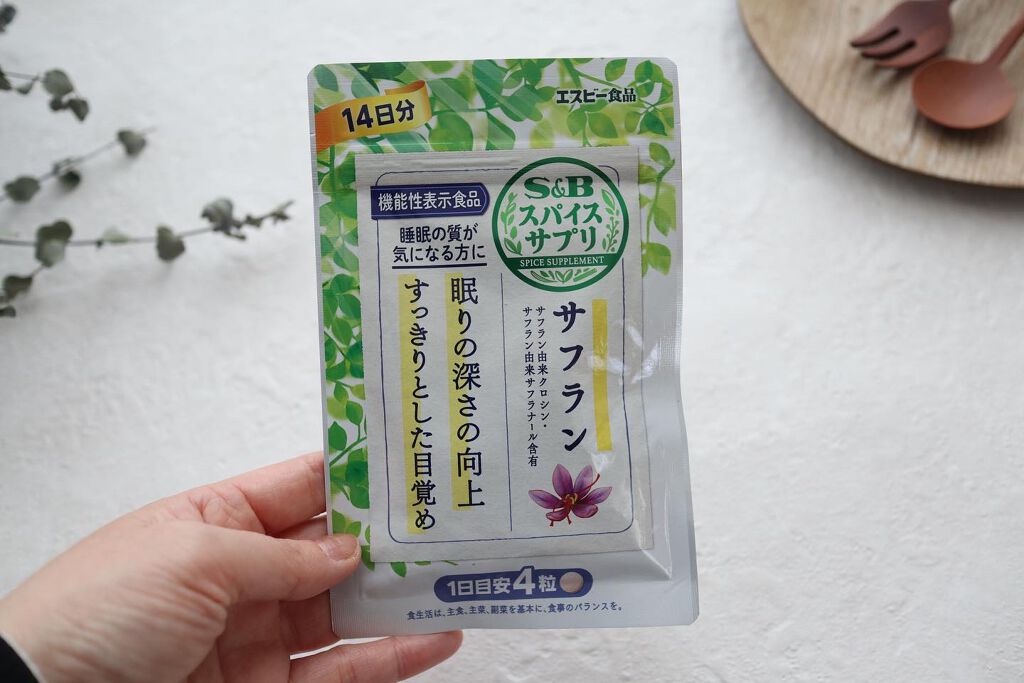 14日分
エスビー食品
機能性表示食品
睡眠の質が
気になる方に
S&B
スパイス
サプリ
SPICE SUPPLEMENT
サフラン
サフラン由来クロシン・
サフラン由来サフラナール含有
眠りの深さの向上
すっきりとした目覚め
1日目安4粒
食生活は、主食、主菜、副菜を基本に、食事のバランスを。